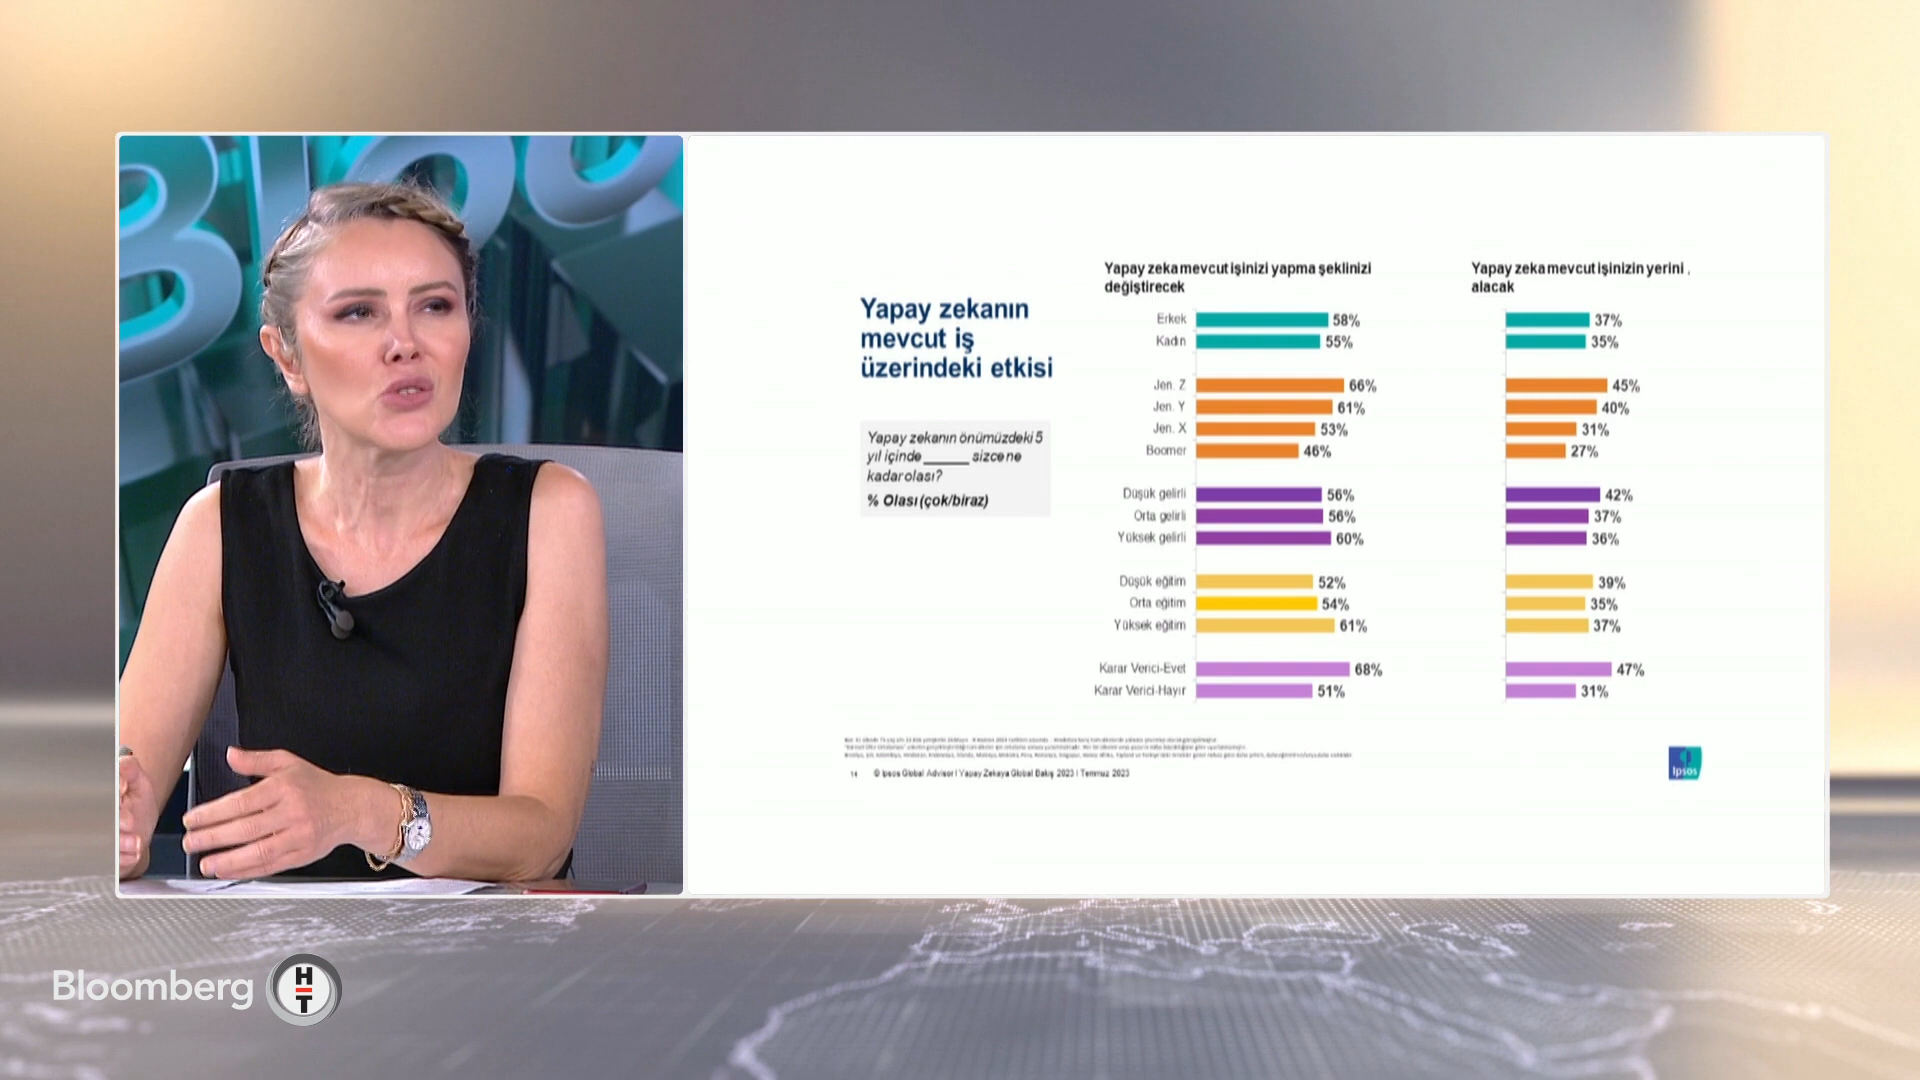 Bloo
Blo
Yapay zekanın
mevcut iş
üzerindeki etkisi
Yapay zekanın önümüzdeki 5
yıl içinde ______ sizce ne
kadar olası?
% Olası (çok/biraz)
Yapay zeka mevcut işinizi yapma şeklinizi
değiştirecek
Erkek 58%
Kadın 55%
Jen. Z 66%
Jen. Y 61%
Jen. X 53%
Boomer 46%
Düşük gelirli 56%
Orta gelirli 56%
Yüksek gelirli 60%
Düşük eğitim 52%
Orta eğitim 54%
Yüksek eğitim 61%
Karar Verici-Evet 68%
Karar Verici-Hayır 51%
Yapay zeka mevcut işinizin yerini
alacak
37%
35%
45%
40%
31%
27%
42%
37%
36%
39%
35%
37%
47%
31%
14 © Ipsos Global Advisor I Yapay Zekaya Global Bakış 2023 I Temmuz 2023
Ipsos
Bloomberg HT